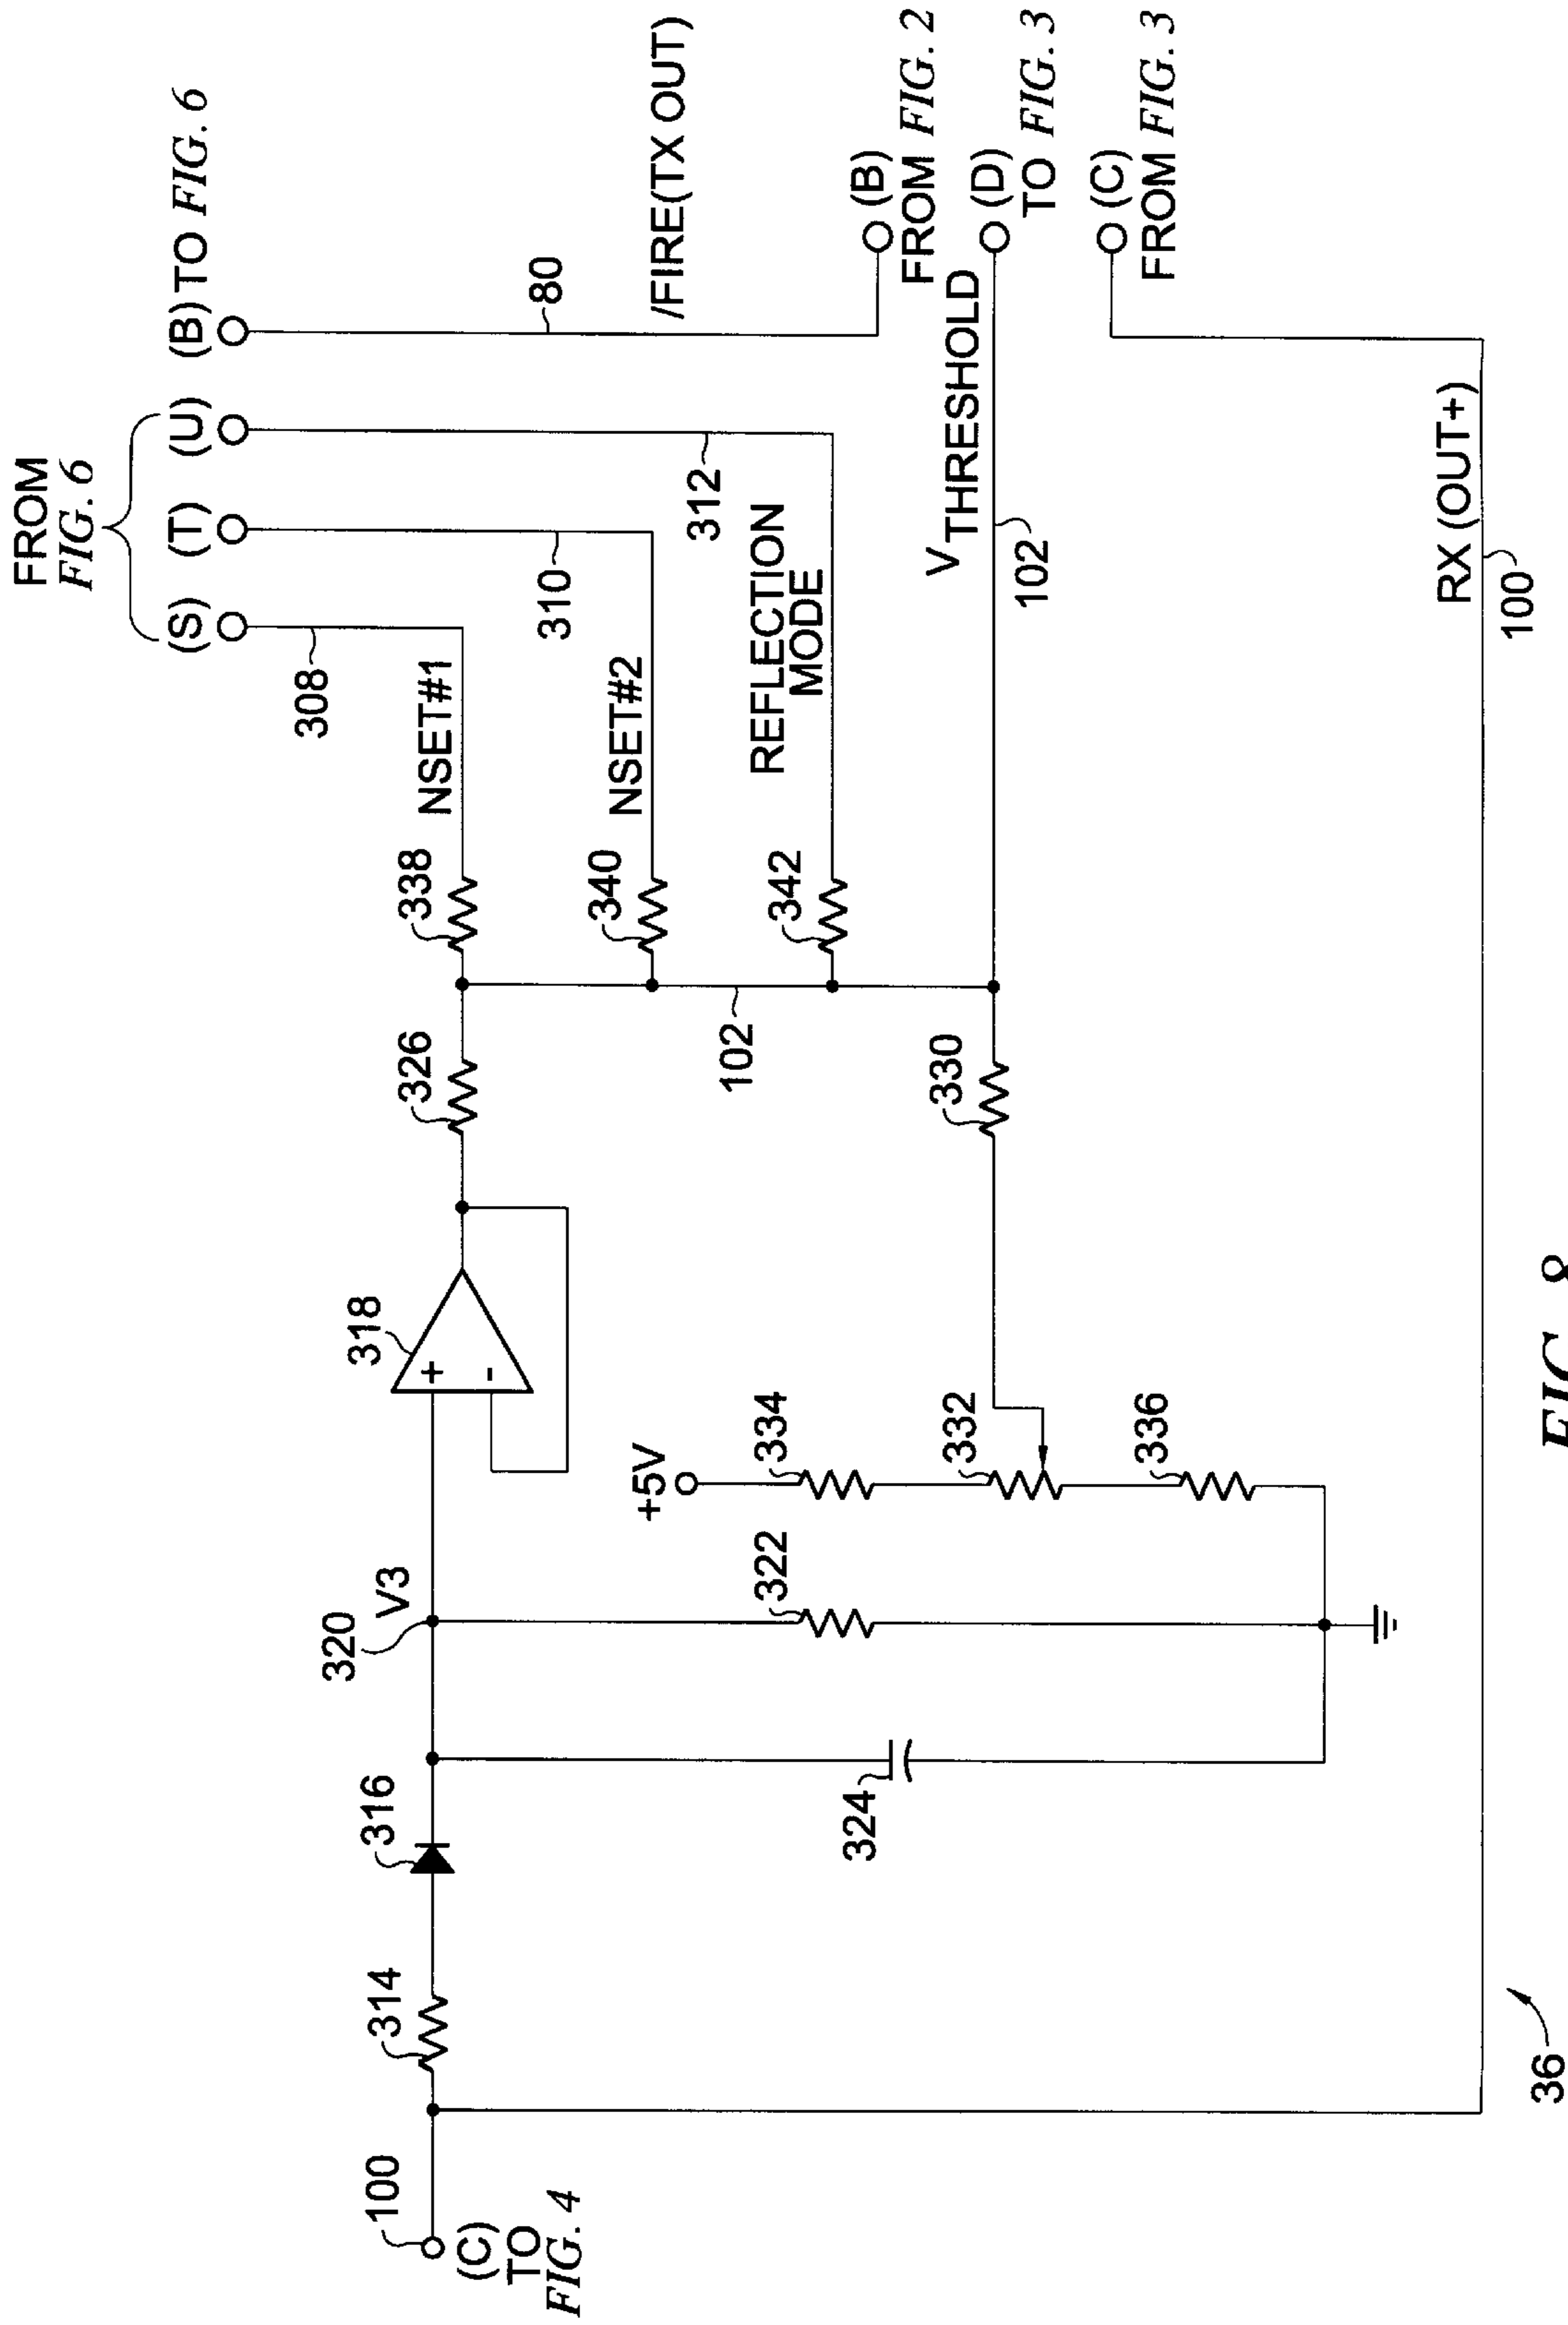 FROM
FIG. 6
(S) (T) (U) (B) TO FIG. 6
308
310
312
80
/FIRE(TX OUT)
NSET#1
NSET#2
REFLECTION
MODE
(B)
FROM FIG. 2
V THRESHOLD
102
(D)
TO FIG. 3
(C)
FROM FIG. 3
RX (OUT+)
100
338
340
342
326
102
330
318
+
-
V3
320
+5V
334
332
336
322
324
316
314
100
(C)
TO
FIG. 4
36